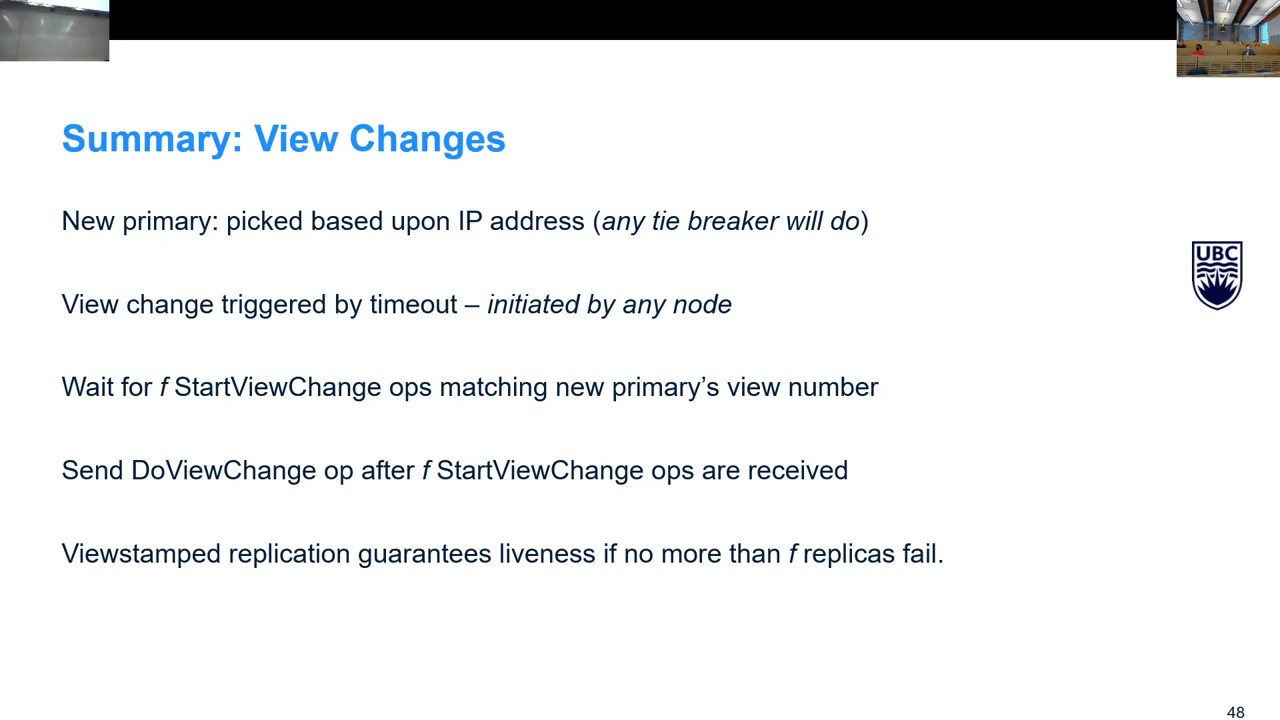 Summary: View Changes
New primary: picked based upon IP address (any tie breaker will do)
UBC
View change triggered by timeout – initiated by any node
Wait for f StartViewChange ops matching new primary’s view number
Send DoViewChange op after f StartViewChange ops are received
Viewstamped replication guarantees liveness if no more than f replicas fail.
48